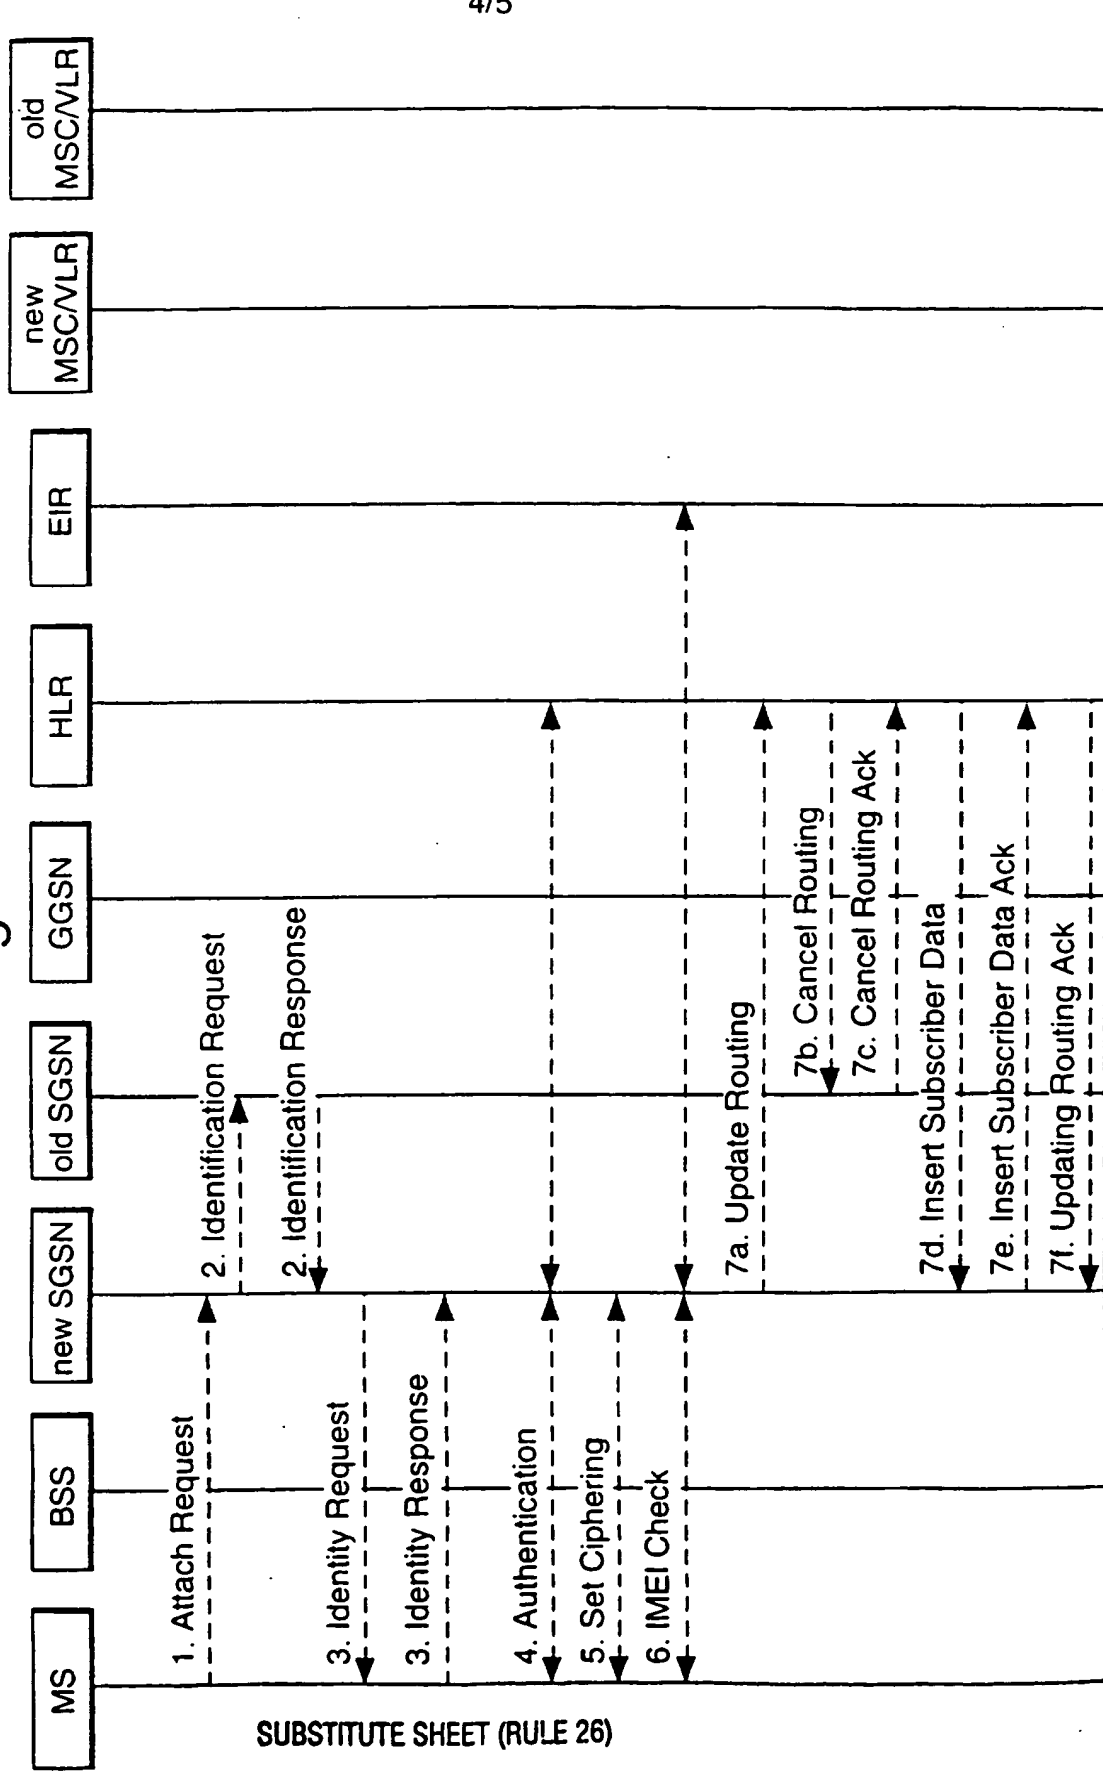 4/5
MS
BSS
new SGSN
old SGSN
GGSN
HLR
EIR
new
MSC/VLR
old
MSC/VLR
1. Attach Request
2. Identification Request
2. Identification Response
3. Identity Request
3. Identity Response
4. Authentication
5. Set Ciphering
6. IMEI Check
7a. Update Routing
7b. Cancel Routing
7c. Cancel Routing Ack
7d. Insert Subscriber Data
7e. Insert Subscriber Data Ack
7f. Updating Routing Ack
SUBSTITUTE SHEET (RULE 26)